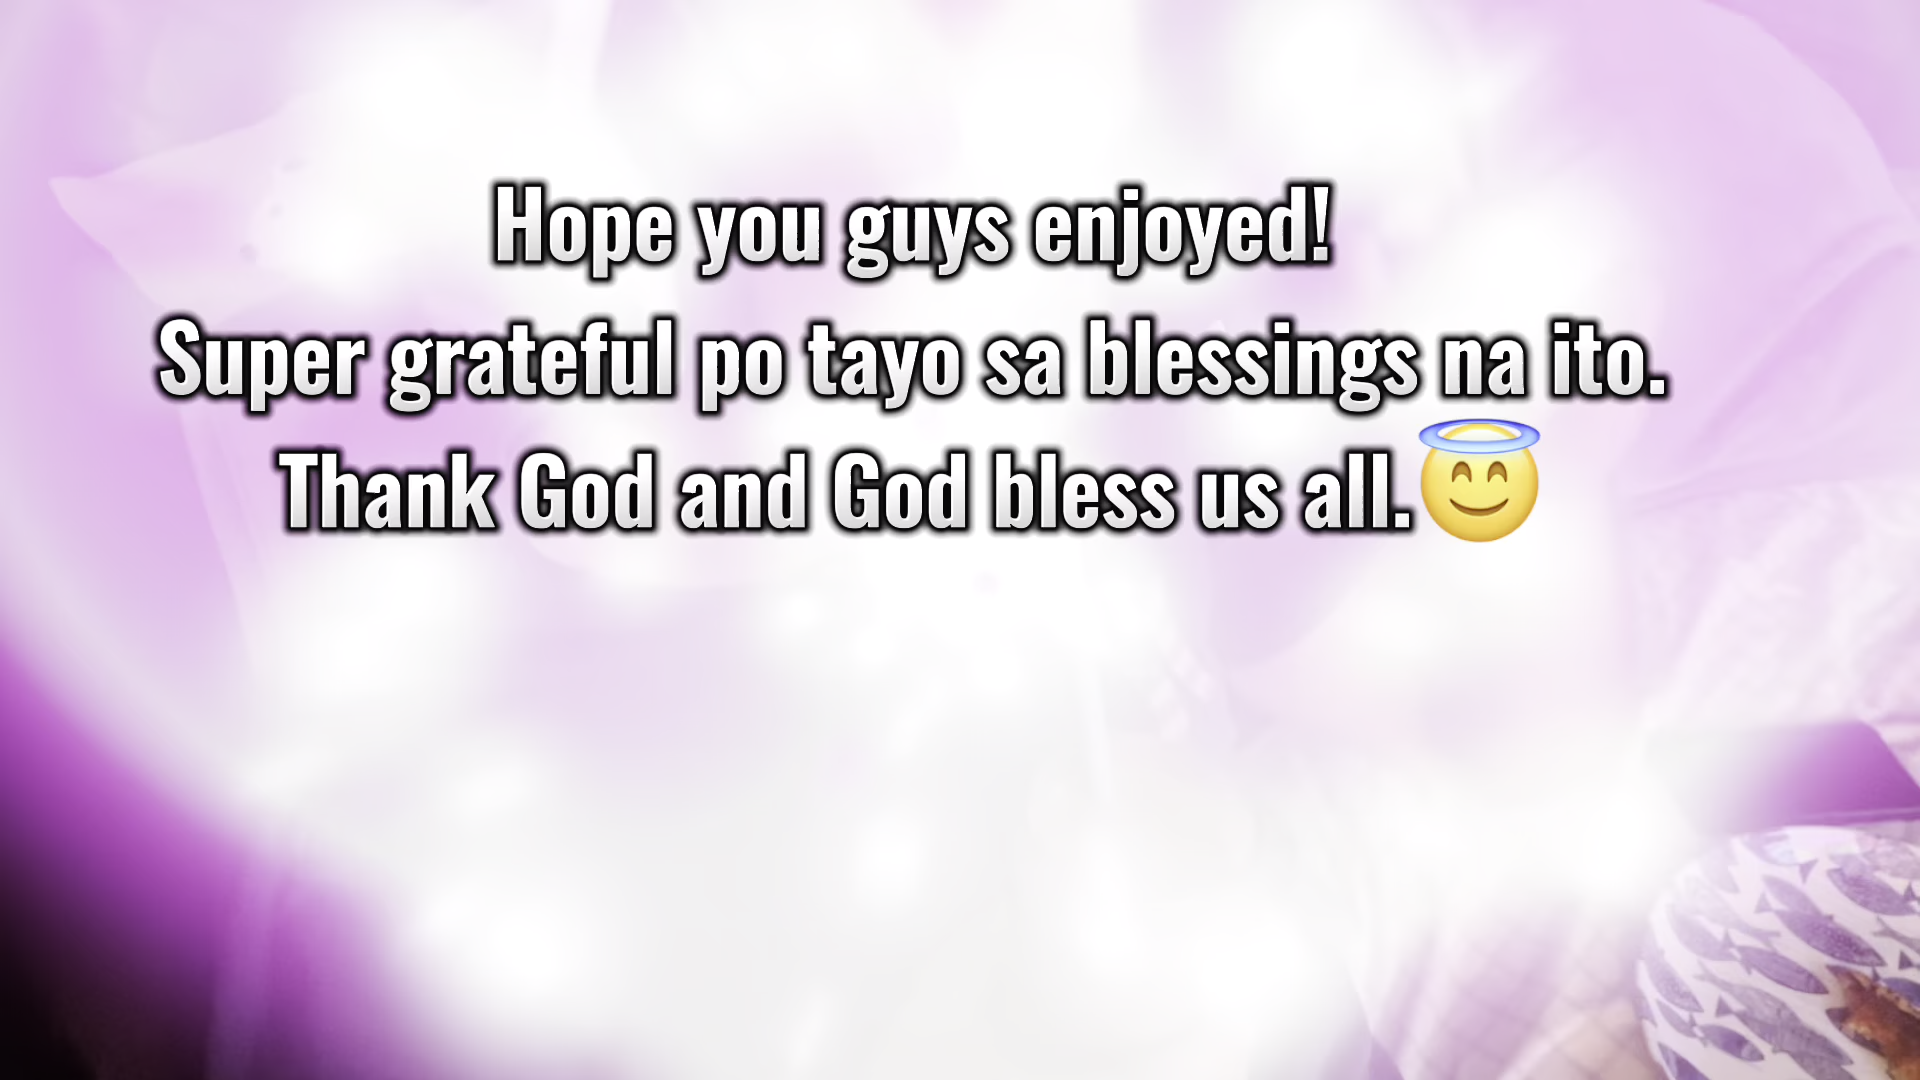 Hope you guys enjoyed!
Super grateful po tayo sa blessings na ito.
Thank God and God bless us all.😇